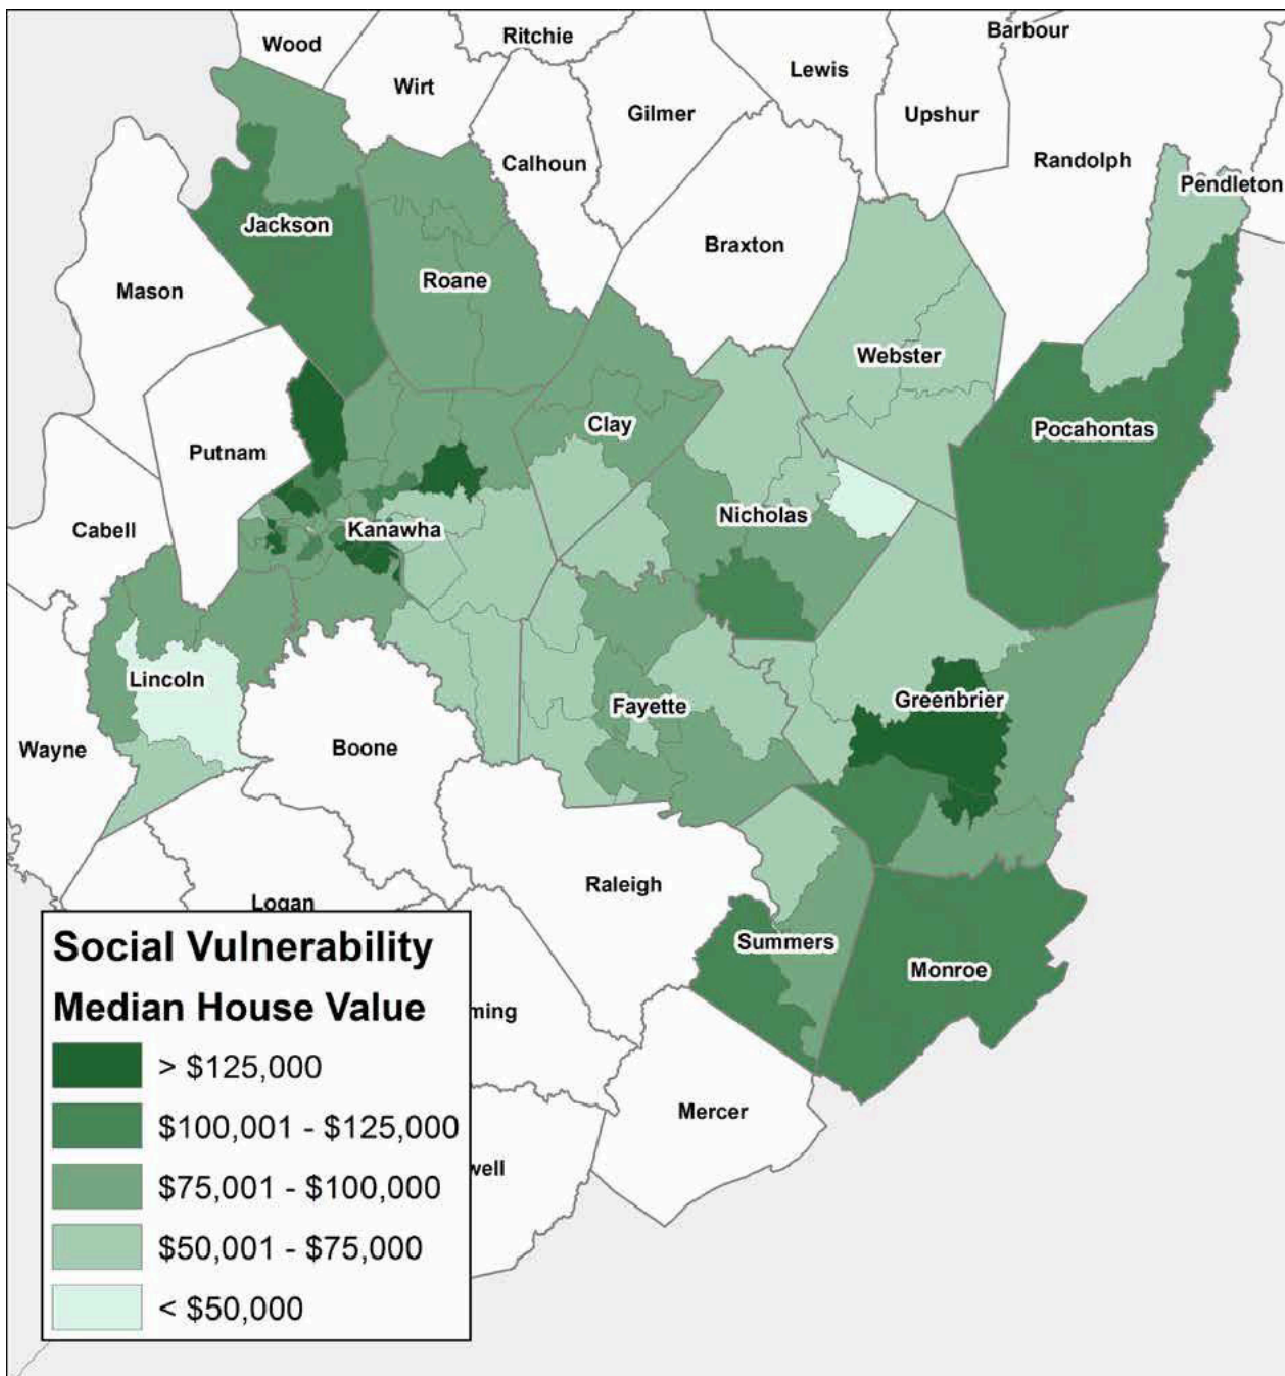 Wood
Ritchie
Barbour
Wirt
Lewis
Gilmer
Upshur
Calhoun
Randolph
Pendleton
Jackson
Braxton
Roane
Mason
Webster
Clay
Pocahontas
Putnam
Nicholas
Cabell
Kanawha
Lincoln
Greenbrier
Fayette
Wayne
Boone
Raleigh
Logan
Summers
Monroe
ming
Mercer
well
Social Vulnerability
Median House Value
> $125,000
$100,001 - $125,000
$75,001 - $100,000
$50,001 - $75,000
< $50,000